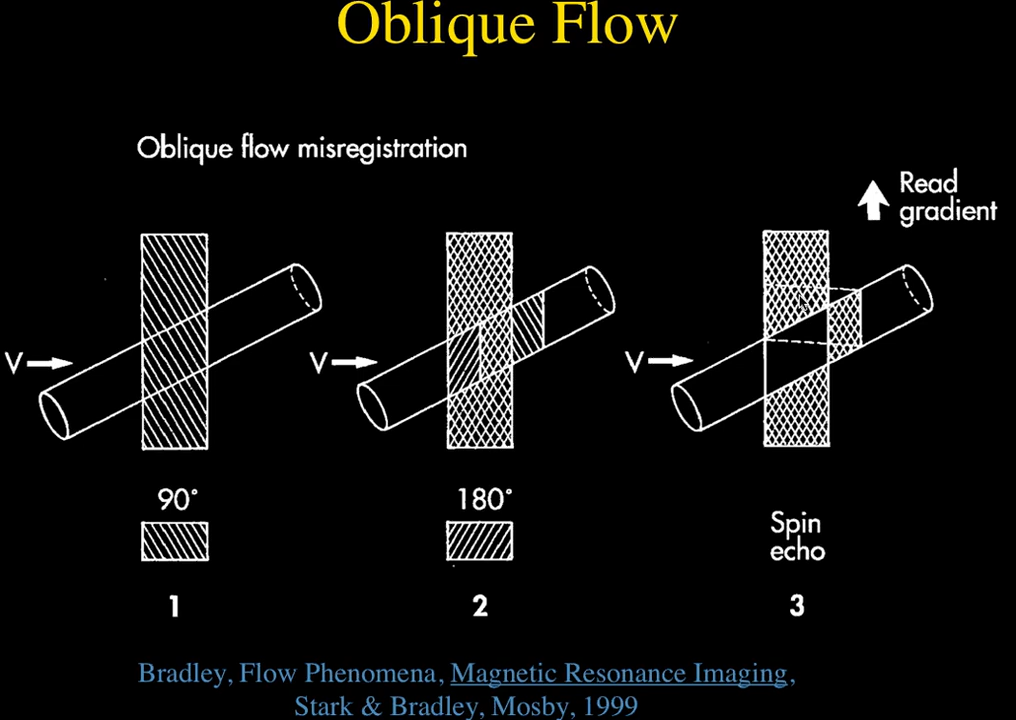 Oblique Flow
Oblique flow misregistration
Read
gradient
V
V
V
90°
180°
Spin
echo
1
2
3
Bradley, Flow Phenomena, Magnetic Resonance Imaging,
Stark & Bradley, Mosby, 1999